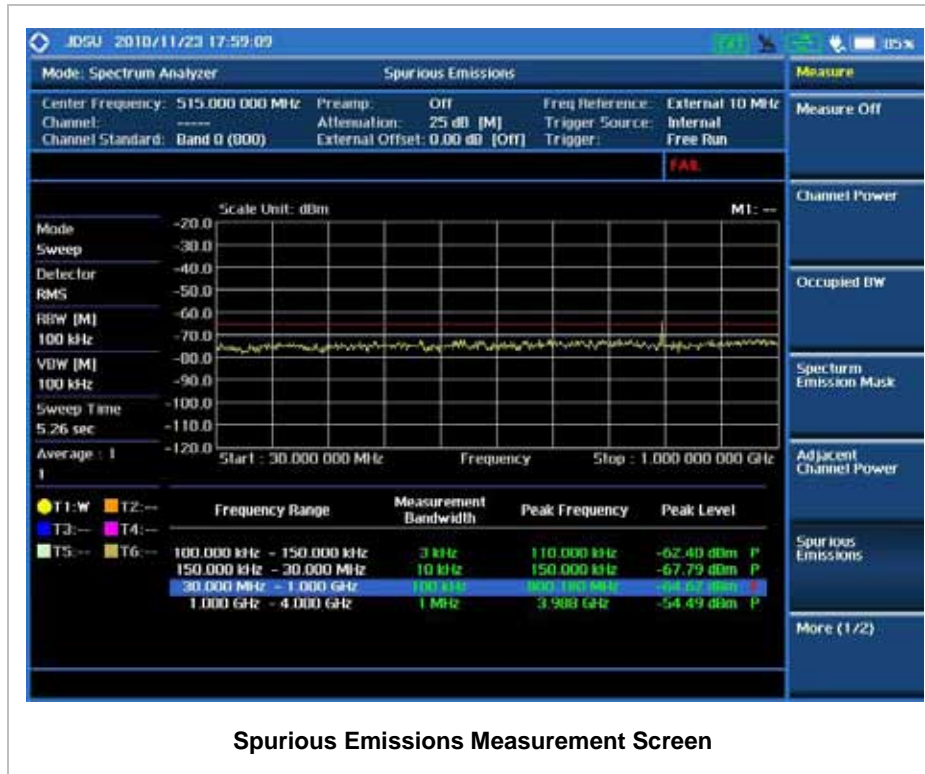 JDSU 2010/11/23 17:59:09
85%
Mode: Spectrum Analyzer Spurious Emissions Measure
Center Frequency: 515.000 000 MHz Preamp: Off Freq Reference: External 10 MHz
Channel: ----- Attenuation: 25 dB [M] Trigger Source: Internal
Channel Standard: Band 0 (800) External Offset: 0.00 dB [Off] Trigger: Free Run
FAIL
Measure Off
Channel Power
Occupied BW
Specturm
Emission Mask
Adjacent
Channel Power
Spurious
Emissions
More (1/2)
Scale Unit: dBm M1: --
Mode
Sweep
Detector
RMS
RBW [M]
100 kHz
VBW [M]
100 kHz
Sweep Time
5.26 sec
Average : 1
1
T1:W T2:--
T3:-- T4:--
T5:-- T6:--
-20.0
-30.0
-40.0
-50.0
-60.0
-70.0
-80.0
-90.0
-100.0
-110.0
-120.0
Start : 30.000 000 MHz Frequency Stop : 1.000 000 000 GHz
Frequency Range Measurement Bandwidth Peak Frequency Peak Level
100.000 kHz - 150.000 kHz 3 kHz 110.000 kHz -62.40 dBm P
150.000 kHz - 30.000 MHz 10 kHz 150.000 kHz -67.79 dBm P
30.000 MHz - 1.000 GHz 100 kHz 800.180 MHz -64.67 dBm F
1.000 GHz - 4.000 GHz 1 MHz 3.988 GHz -54.49 dBm P
Spurious Emissions Measurement Screen